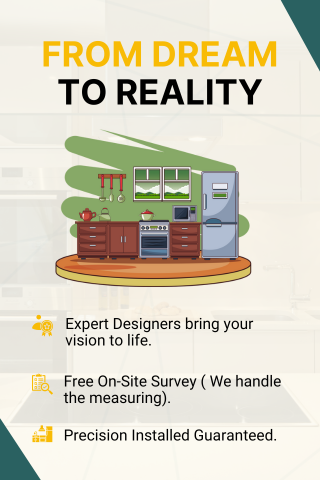 FROM DREAM
TO REALITY
Expert Designers bring your
vision to life.
Free On-Site Survey ( We handle
the measuring).
Precision Installed Guaranteed.